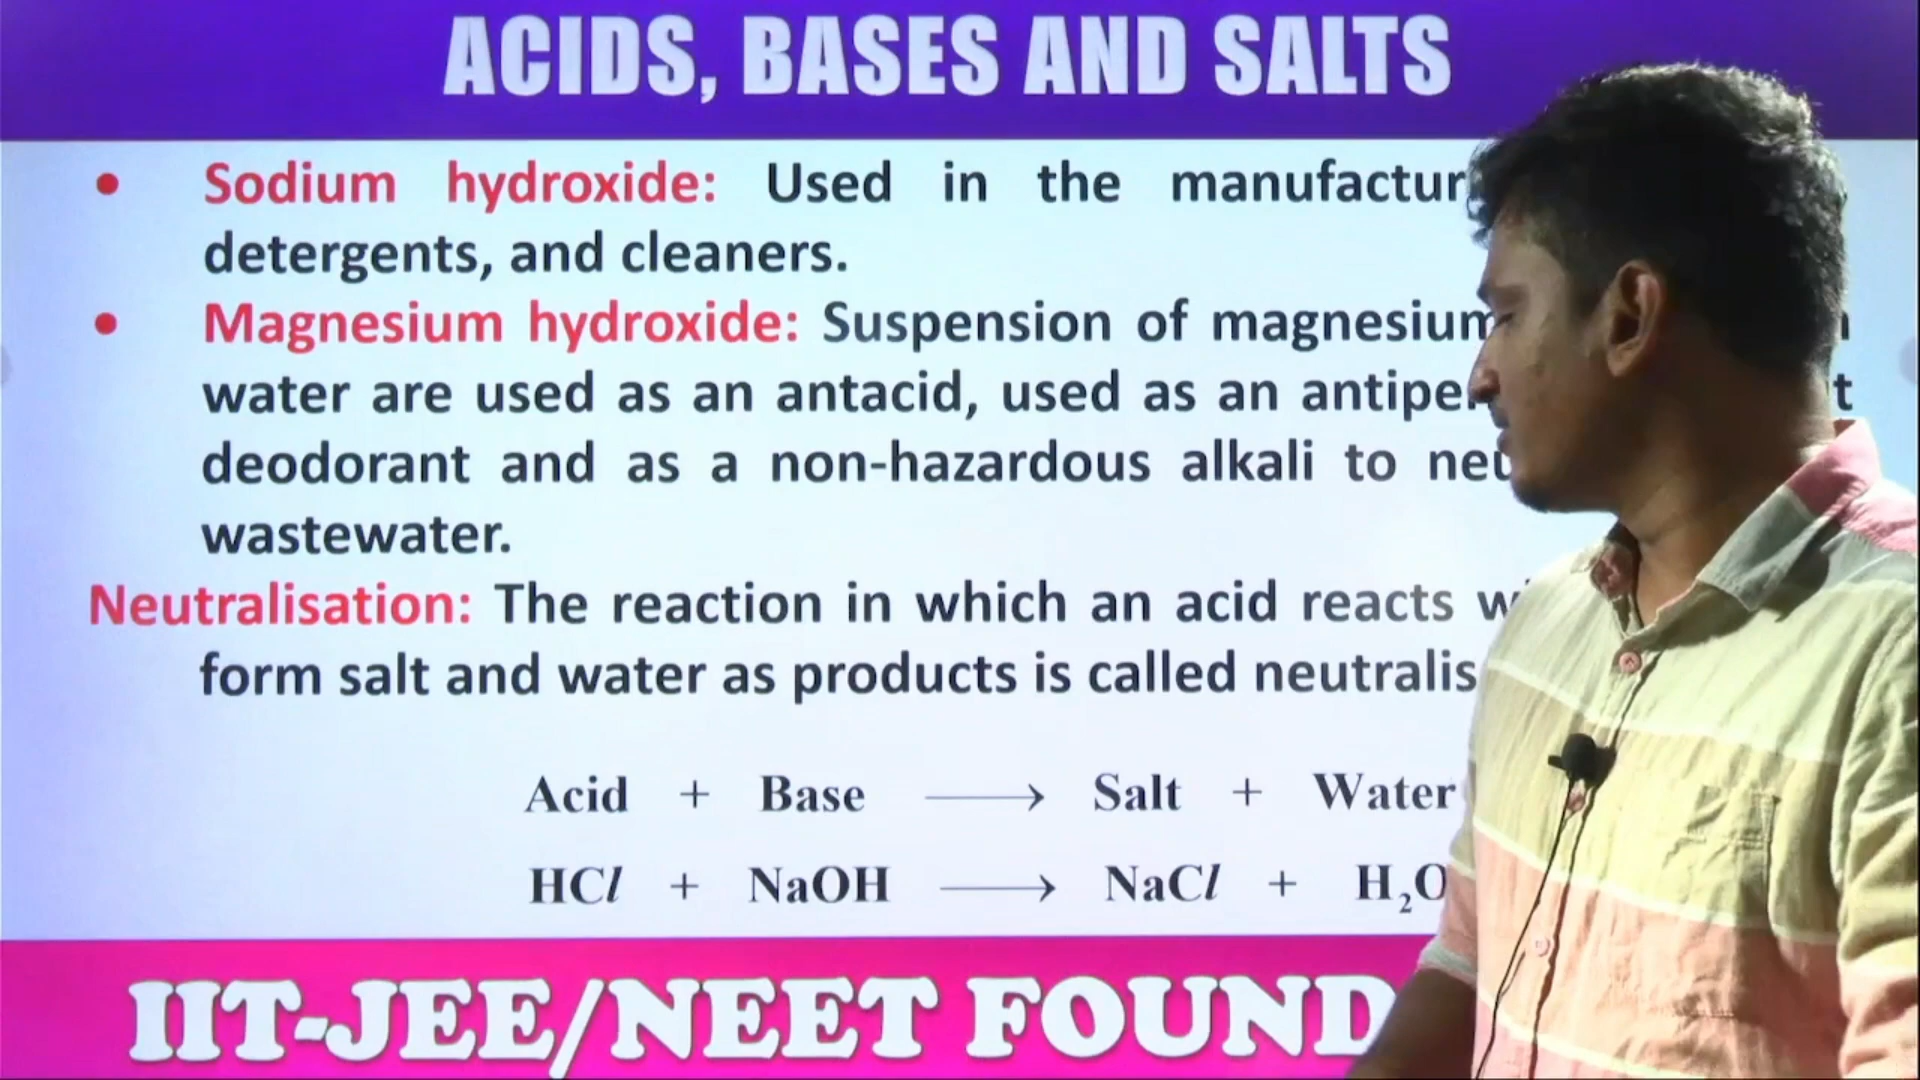 ACIDS, BASES AND SALTS
• Sodium hydroxide: Used in the manufactur
detergents, and cleaners.
• Magnesium hydroxide: Suspension of magnesium
water are used as an antacid, used as an antipe t
deodorant and as a non-hazardous alkali to neu
wastewater.
Neutralisation: The reaction in which an acid reacts w
form salt and water as products is called neutralis
Acid + Base ⟶ Salt + Water
HCl + NaOH ⟶ NaCl + H₂O
IIT-JEE/NEET FOUND